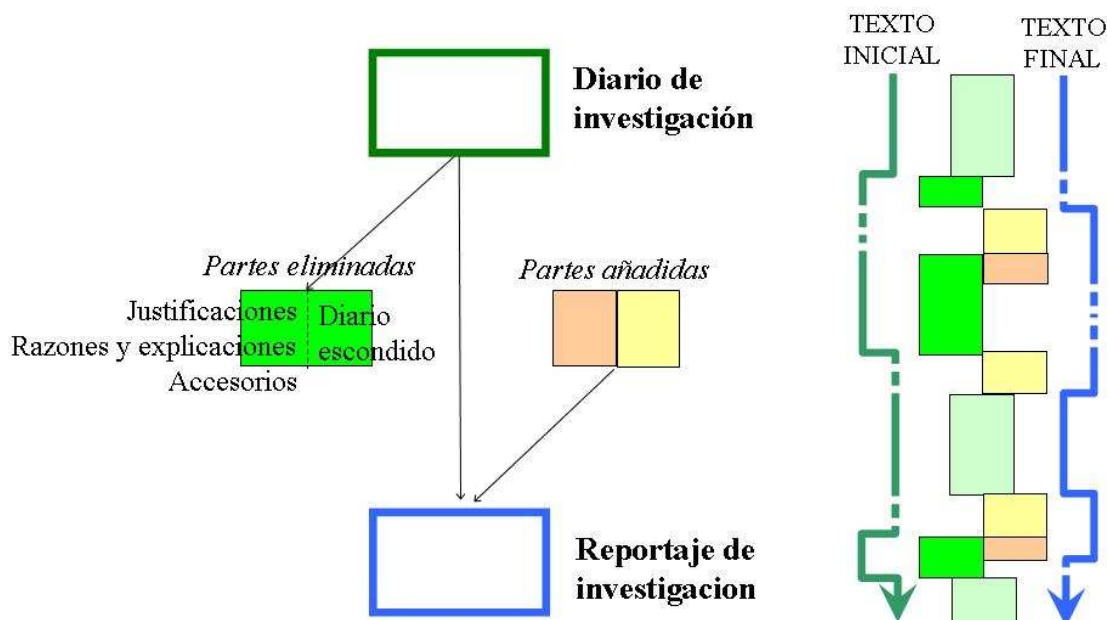 TEXTO
INICIAL
TEXTO
FINAL
Diario de
investigación
Partes eliminadas
Partes añadidas
Justificaciones
Razones y explicaciones
Accesorios
Diario
escondido
Reportaje de
investigacion